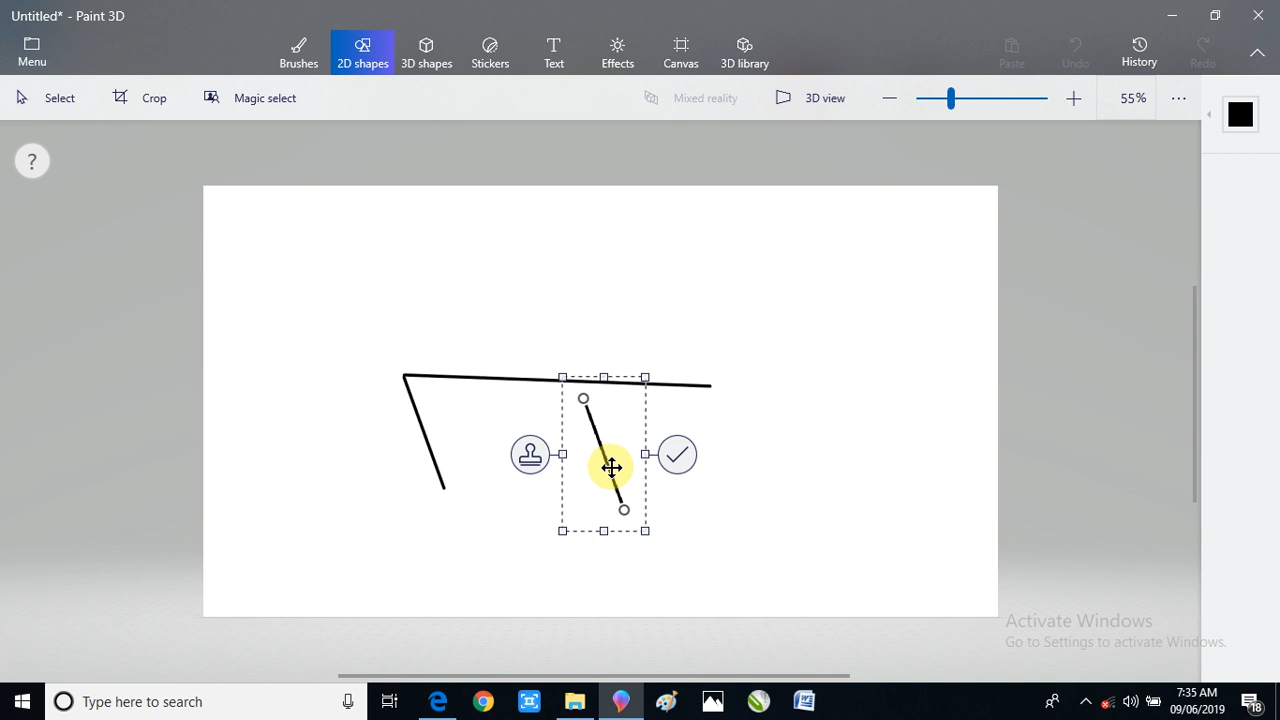 Untitled* - Paint 3D
Menu
Brushes
2D shapes
3D shapes
Stickers
Text
Effects
Canvas
3D library
Paste
Undo
History
Redo
Select
Crop
Magic select
Mixed reality
3D view
55%
?
Activate Windows
Go to Settings to activate Windows.
Type here to search
7:35 AM
09/06/2019
18